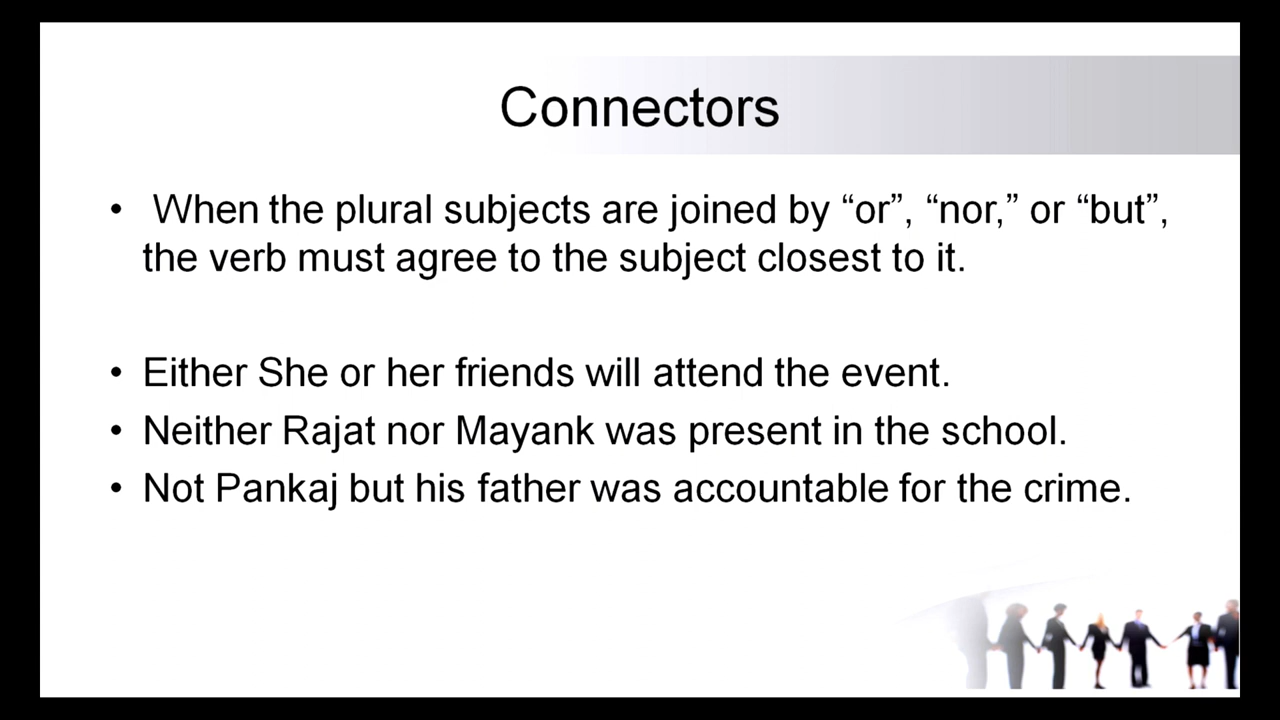 Connectors
• When the plural subjects are joined by “or”, “nor,” or “but”,
the verb must agree to the subject closest to it.
• Either She or her friends will attend the event.
• Neither Rajat nor Mayank was present in the school.
• Not Pankaj but his father was accountable for the crime.